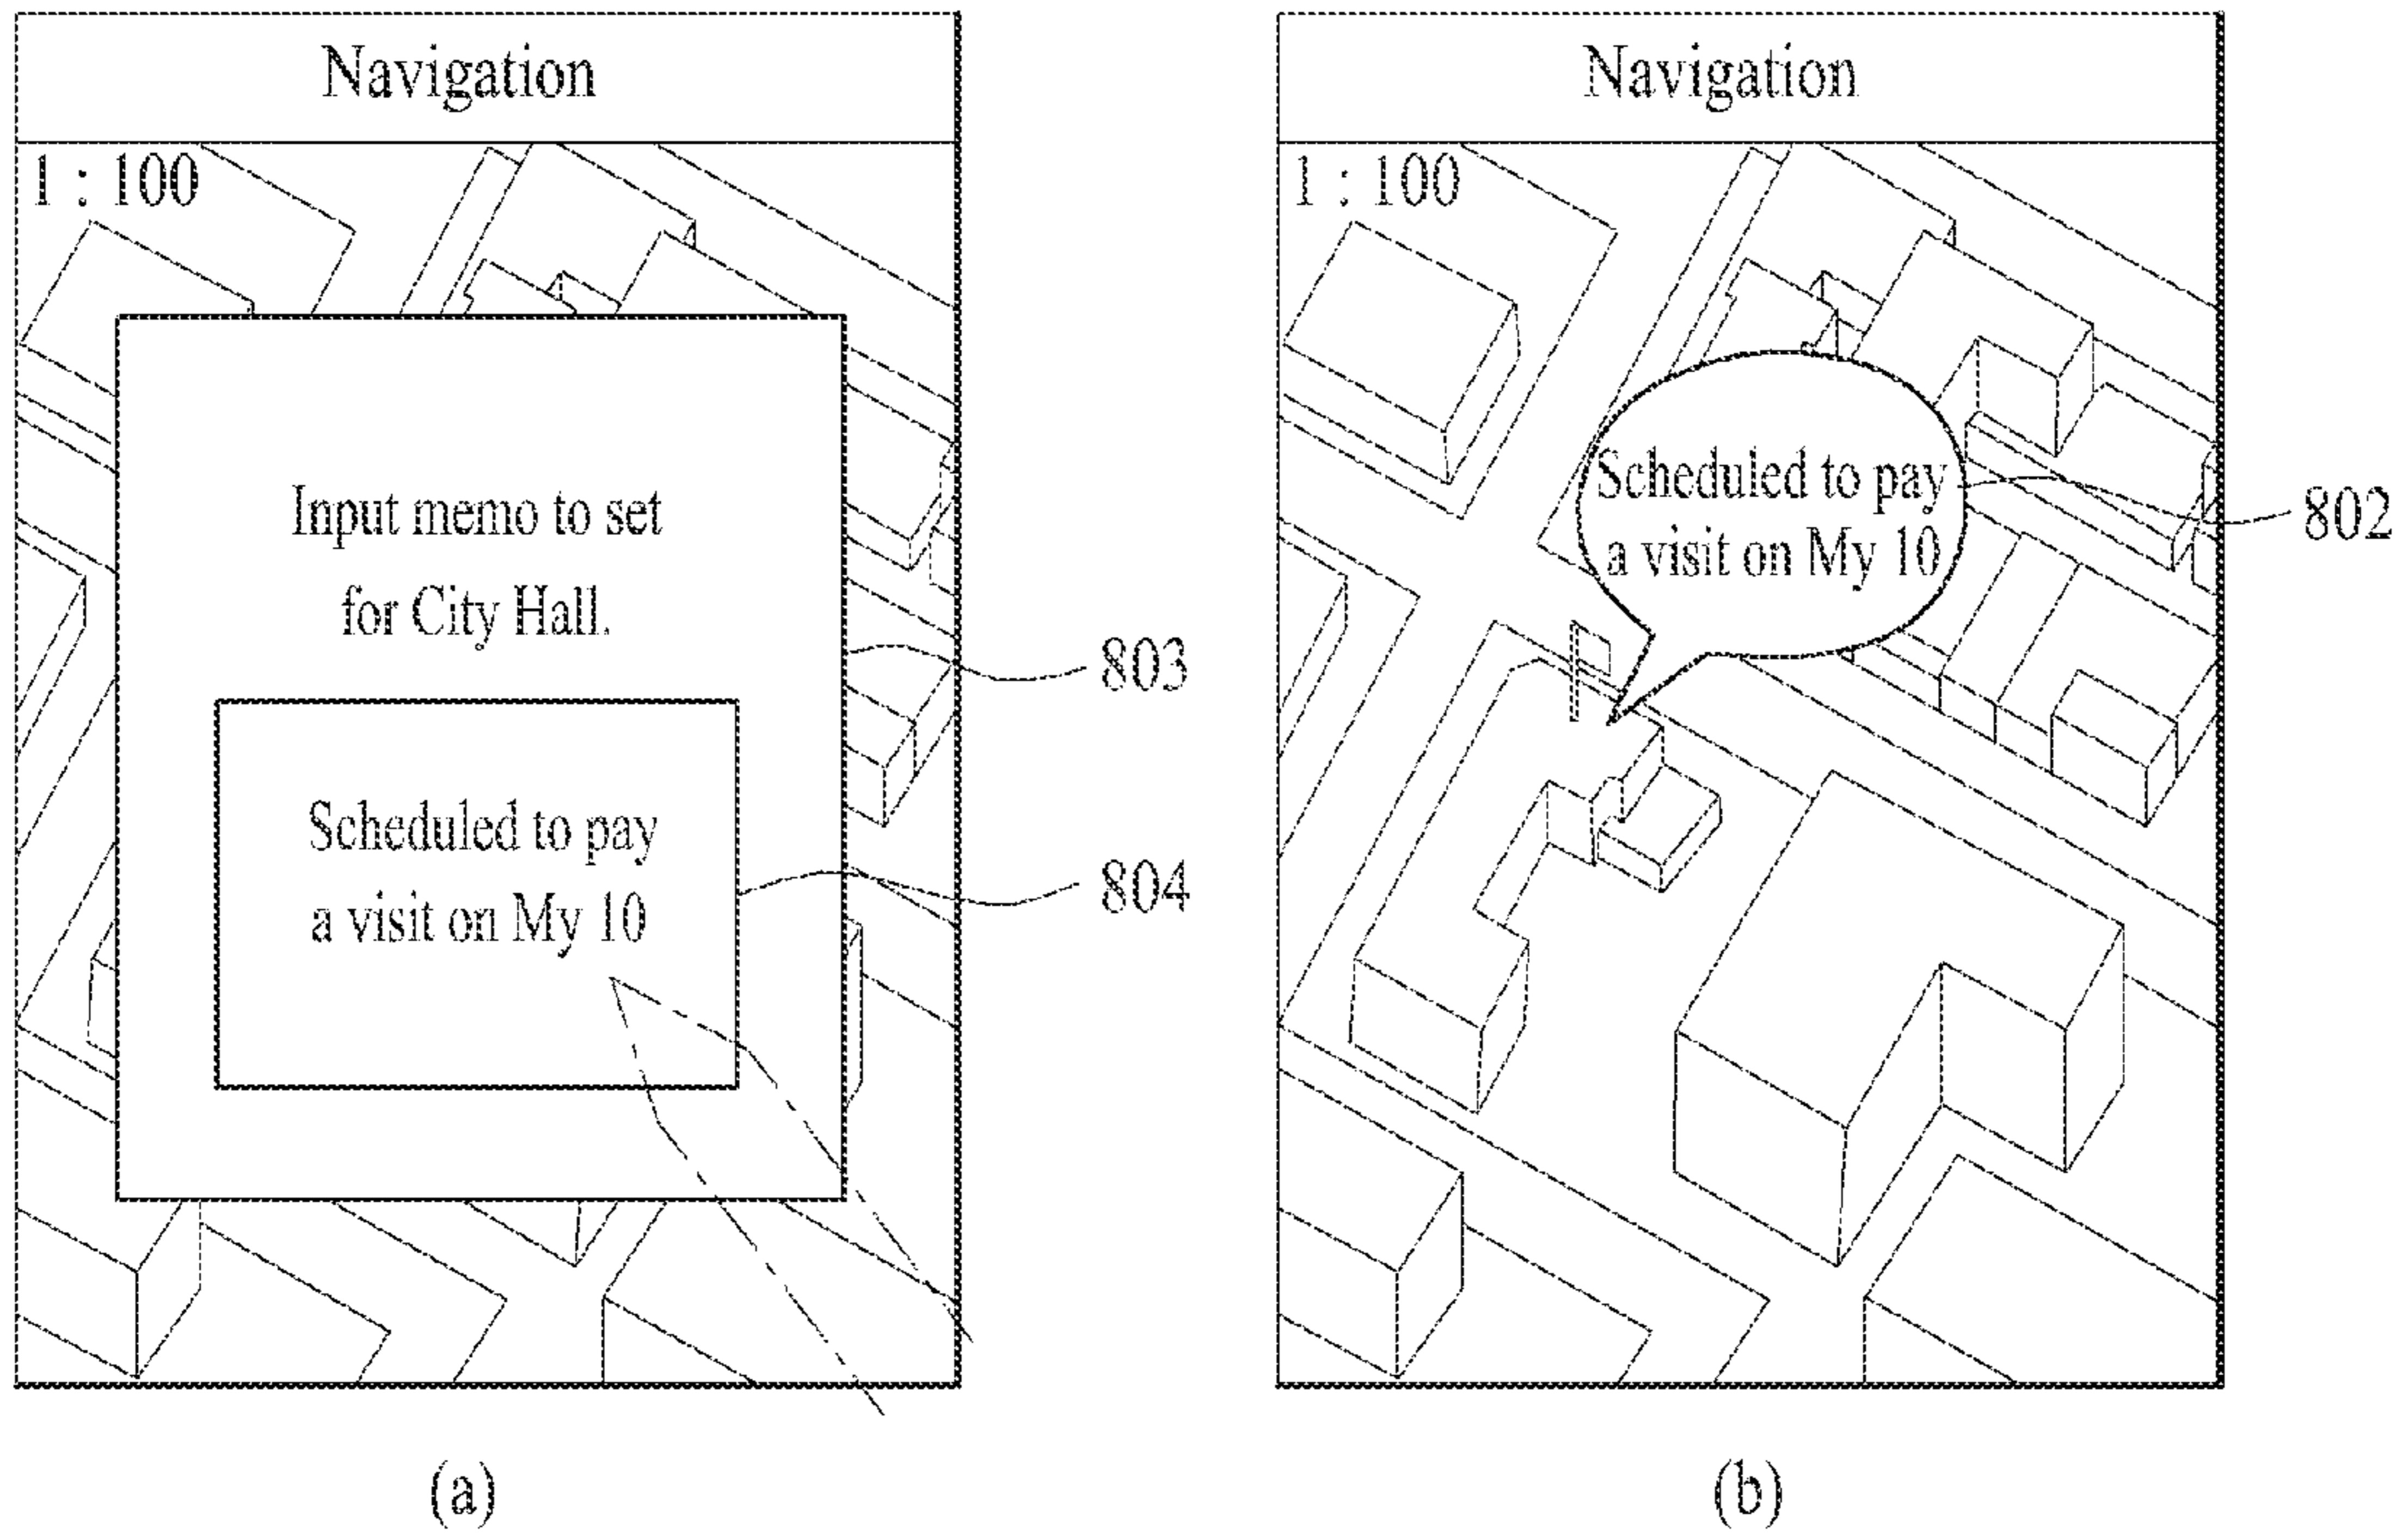 Navigation
1 : 100
Input memo to set
for City Hall.
803
Scheduled to pay
a visit on My 10
804
(a)
Navigation
1 : 100
Scheduled to pay
a visit on My 10
802
(b)